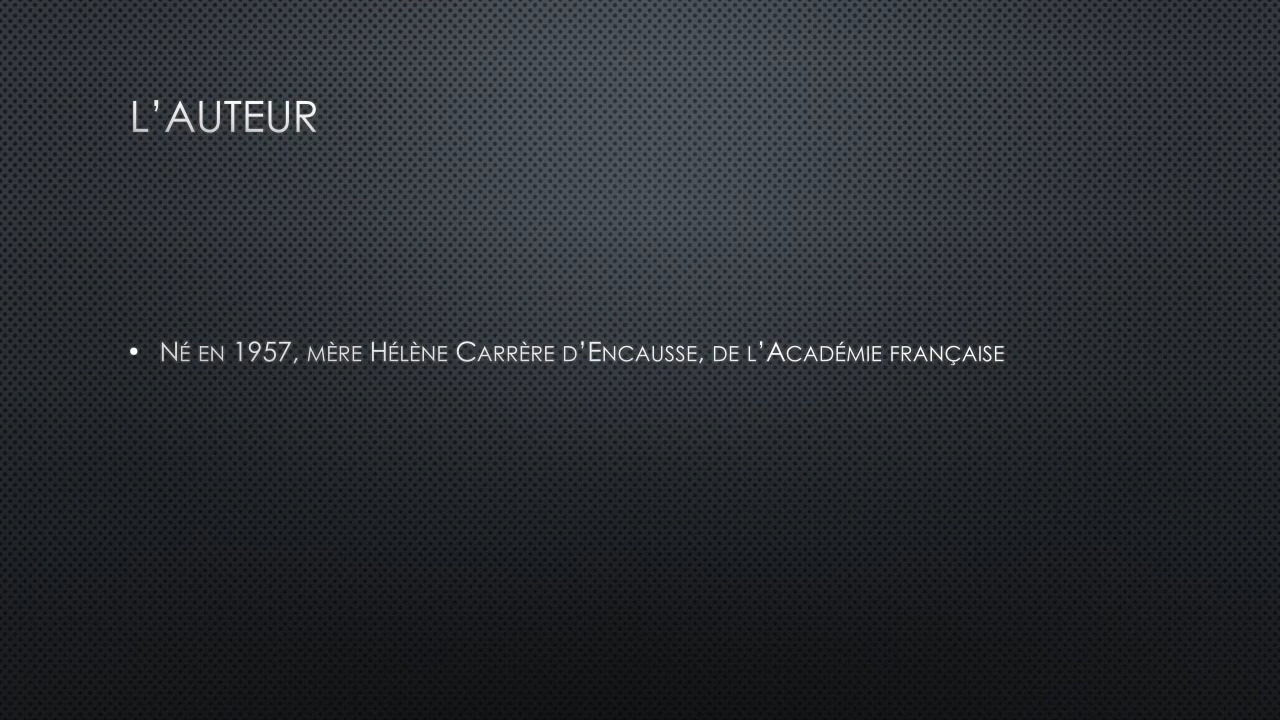 L’AUTEUR
• Né en 1957, mère Hélène Carrère d’Encausse, de l’Académie française